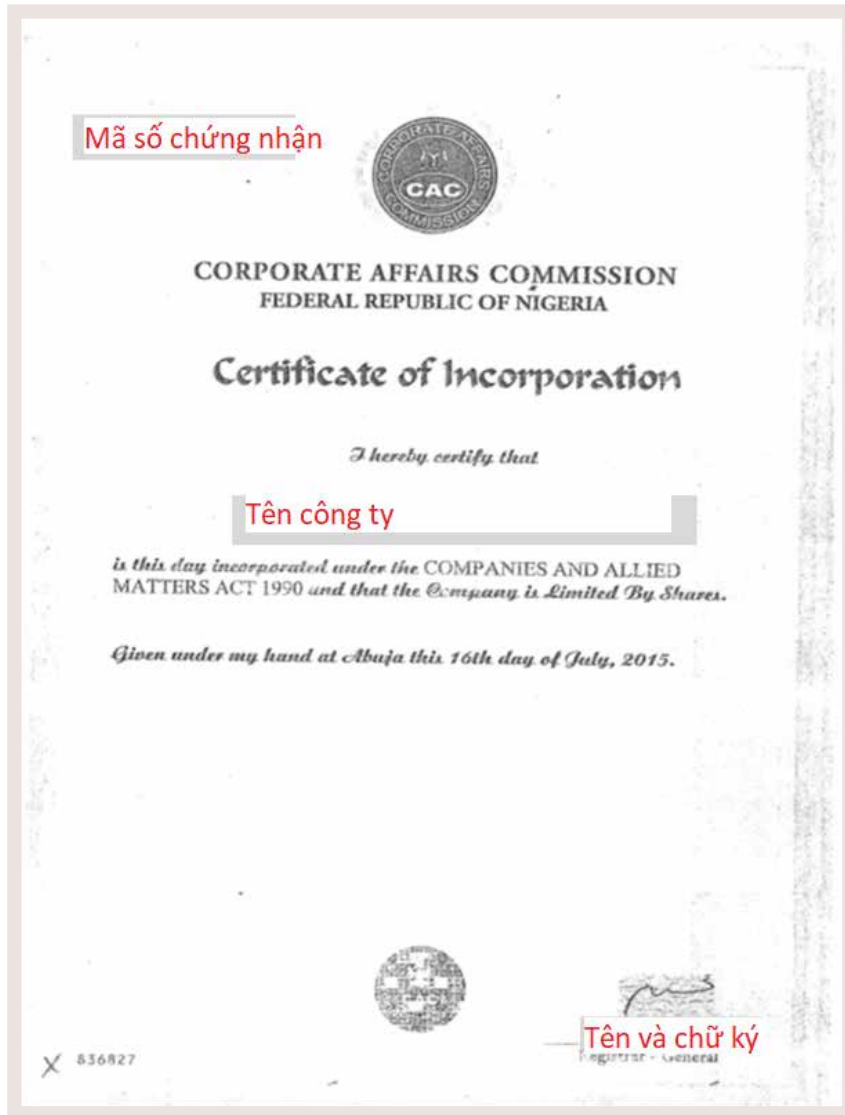 Mã số chứng nhận
CORPORATE AFFAIRS
CAC
COMMISSION
CORPORATE AFFAIRS COMMISSION
FEDERAL REPUBLIC OF NIGERIA
Certificate of Incorporation
I hereby certify that
Tên công ty
is this day incorporated under the COMPANIES AND ALLIED
MATTERS ACT 1990 and that the Company is Limited By Shares.
Given under my hand at Abuja this 16th day of July, 2015.
Tên và chữ ký
Registrar - General
X 836827